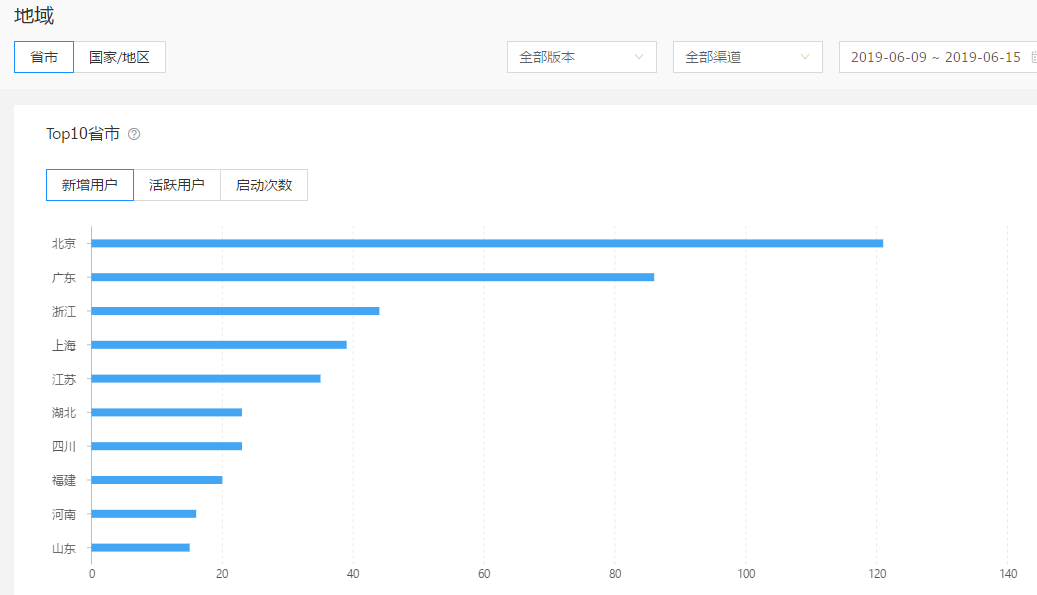 地域
省市 国家/地区 全部版本 全部渠道 2019-06-09 ~ 2019-06-15
Top10省市 ?
新增用户 活跃用户 启动次数
北京
广东
浙江
上海
江苏
湖北
四川
福建
河南
山东
0 20 40 60 80 100 120 140